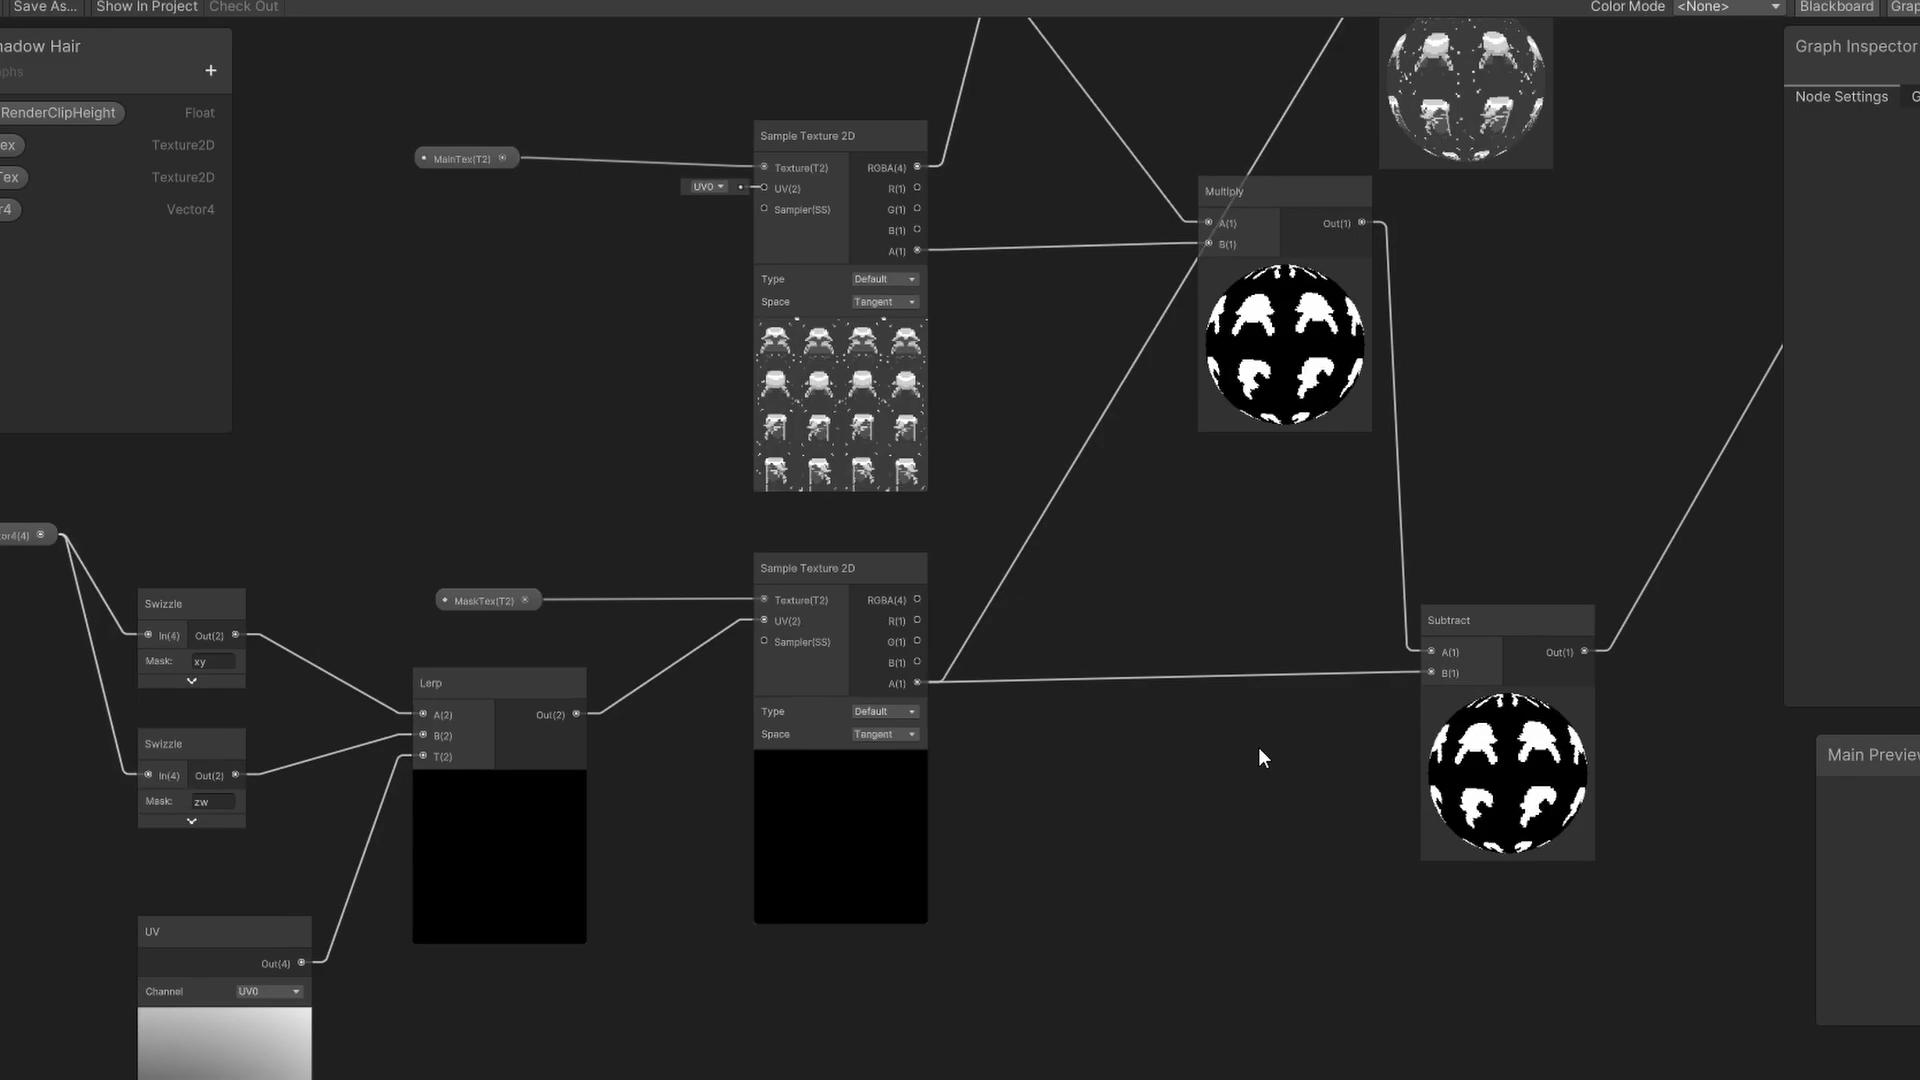 Save As...
Show In Project
Check Out
Color Mode
<None>
Blackboard
Grap
hadow Hair
phs
+
RenderClipHeight
Float
ex
Texture2D
Tex
Texture2D
r4
Vector4
Graph Inspector
Node Settings
G
MainTex(T2)
Sample Texture 2D
Texture(T2)
RGBA(4)
UV0
UV(2)
R(1)
Sampler(SS)
G(1)
B(1)
A(1)
Type
Default
Space
Tangent
Multiply
A(1)
Out(1)
B(1)
tor4(4)
Swizzle
In(4)
Out(2)
Mask:
xy
Swizzle
In(4)
Out(2)
Mask:
zw
MaskTex(T2)
Lerp
A(2)
Out(2)
B(2)
T(2)
Sample Texture 2D
Texture(T2)
RGBA(4)
UV(2)
R(1)
Sampler(SS)
G(1)
B(1)
A(1)
Type
Default
Space
Tangent
Subtract
A(1)
Out(1)
B(1)
Main Preview
UV
Out(4)
Channel
UV0